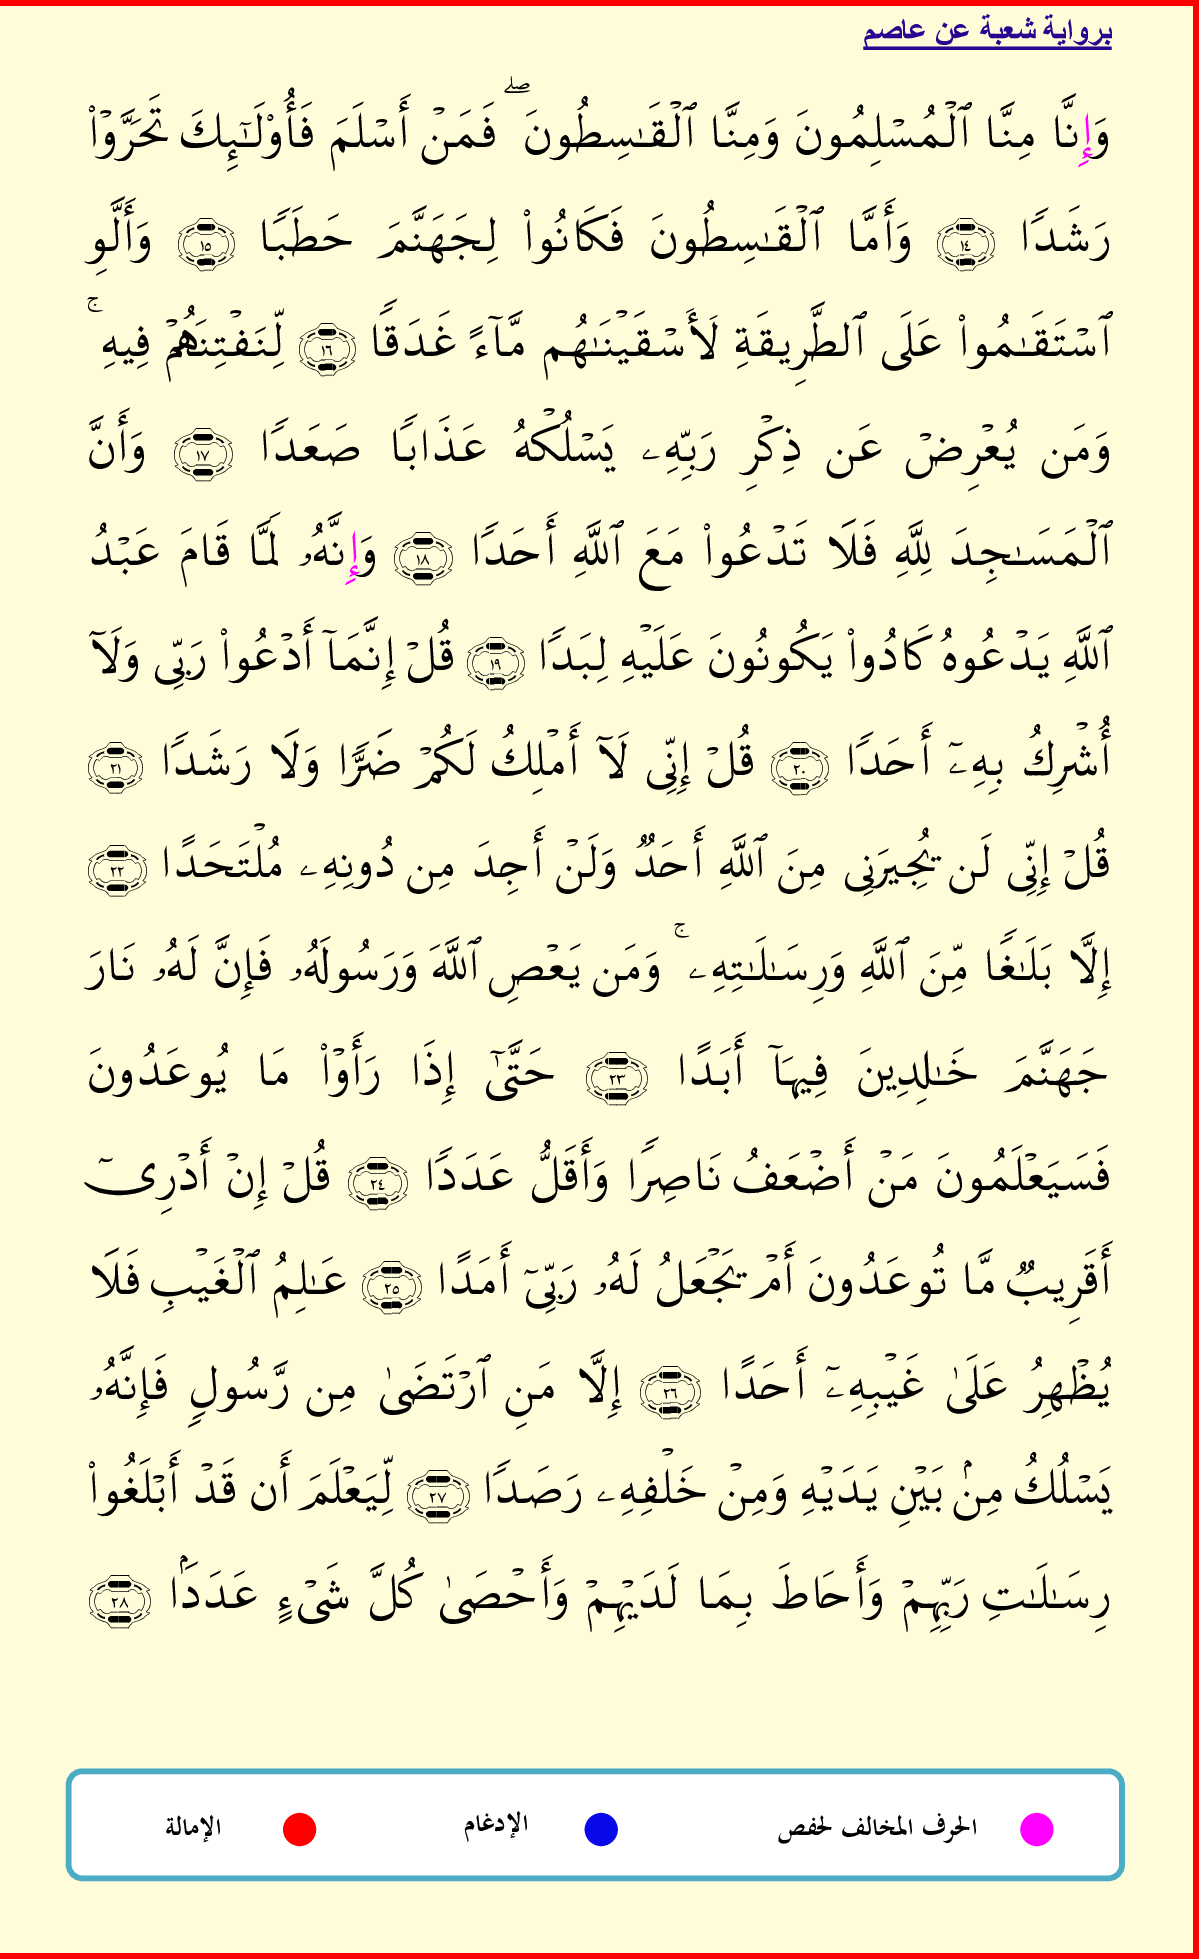 برواية شعبة عن عاصم
وَإِنَّا مِنَّا ٱلۡمُسۡلِمُونَ وَمِنَّا ٱلۡقَٰسِطُونَۖ فَمَنۡ أَسۡلَمَ فَأُوْلَٰٓئِكَ تَحَرَّوۡاْ
رَشَدٗا ١٤ وَأَمَّا ٱلۡقَٰسِطُونَ فَكَانُواْ لِجَهَنَّمَ حَطَبٗا ١٥ وَأَلَّوِ
ٱسۡتَقَٰمُواْ عَلَى ٱلطَّرِيقَةِ لَأَسۡقَيۡنَٰهُم مَّآءً غَدَقٗا ١٦ لِّنَفۡتِنَهُمۡ فِيهِۚ
وَمَن يُعۡرِضۡ عَن ذِكۡرِ رَبِّهِۦ يَسۡلُكۡهُ عَذَابٗا صَعَدٗا ١٧ وَأَنَّ
ٱلۡمَسَٰجِدَ لِلَّهِ فَلَا تَدۡعُواْ مَعَ ٱللَّهِ أَحَدٗا ١٨ وَإِنَّهُۥ لَمَّا قَامَ عَبۡدُ
ٱللَّهِ يَدۡعُوهُ كَادُواْ يَكُونُونَ عَلَيۡهِ لِبَدٗا ١٩ قُلۡ إِنَّمَآ أَدۡعُواْ رَبِّي وَلَآ
أُشۡرِكُ بِهِۦٓ أَحَدٗا ٢٠ قُلۡ إِنِّي لَآ أَمۡلِكُ لَكُمۡ ضَرّٗا وَلَا رَشَدٗا ٢١
قُلۡ إِنِّي لَن يُجِيرَنِي مِنَ ٱللَّهِ أَحَدٞ وَلَنۡ أَجِدَ مِن دُونِهِۦ مُلۡتَحَدًا ٢٢
إِلَّا بَلَٰغٗا مِّنَ ٱللَّهِ وَرِسَٰلَٰتِهِۦۚ وَمَن يَعۡصِ ٱللَّهَ وَرَسُولَهُۥ فَإِنَّ لَهُۥ نَارَ
جَهَنَّمَ خَٰلِدِينَ فِيهَآ أَبَدًا ٢٣ حَتَّىٰٓ إِذَا رَأَوۡاْ مَا يُوعَدُونَ
فَسَيَعۡلَمُونَ مَنۡ أَضۡعَفُ نَاصِرٗا وَأَقَلُّ عَدَدٗا ٢٤ قُلۡ إِنۡ أَدۡرِيٓ
أَقَرِيبٞ مَّا تُوعَدُونَ أَمۡ يَجۡعَلُ لَهُۥ رَبِّيٓ أَمَدًا ٢٥ عَٰلِمُ ٱلۡغَيۡبِ فَلَا
يُظۡهِرُ عَلَىٰ غَيۡبِهِۦٓ أَحَدًا ٢٦ إِلَّا مَنِ ٱرۡتَضَىٰ مِن رَّسُولٖ فَإِنَّهُۥ
يَسۡلُكُ مِنۢ بَيۡنِ يَدَيۡهِ وَمِنۡ خَلۡفِهِۦ رَصَدٗا ٢٧ لِّيَعۡلَمَ أَن قَدۡ أَبۡلَغُواْ
رِسَٰلَٰتِ رَبِّهِمۡ وَأَحَاطَ بِمَا لَدَيۡهِمۡ وَأَحۡصَىٰ كُلَّ شَيۡءٍ عَدَدَۢا ٢٨
الحرف المخالف لحفص الإدغام الإمالة